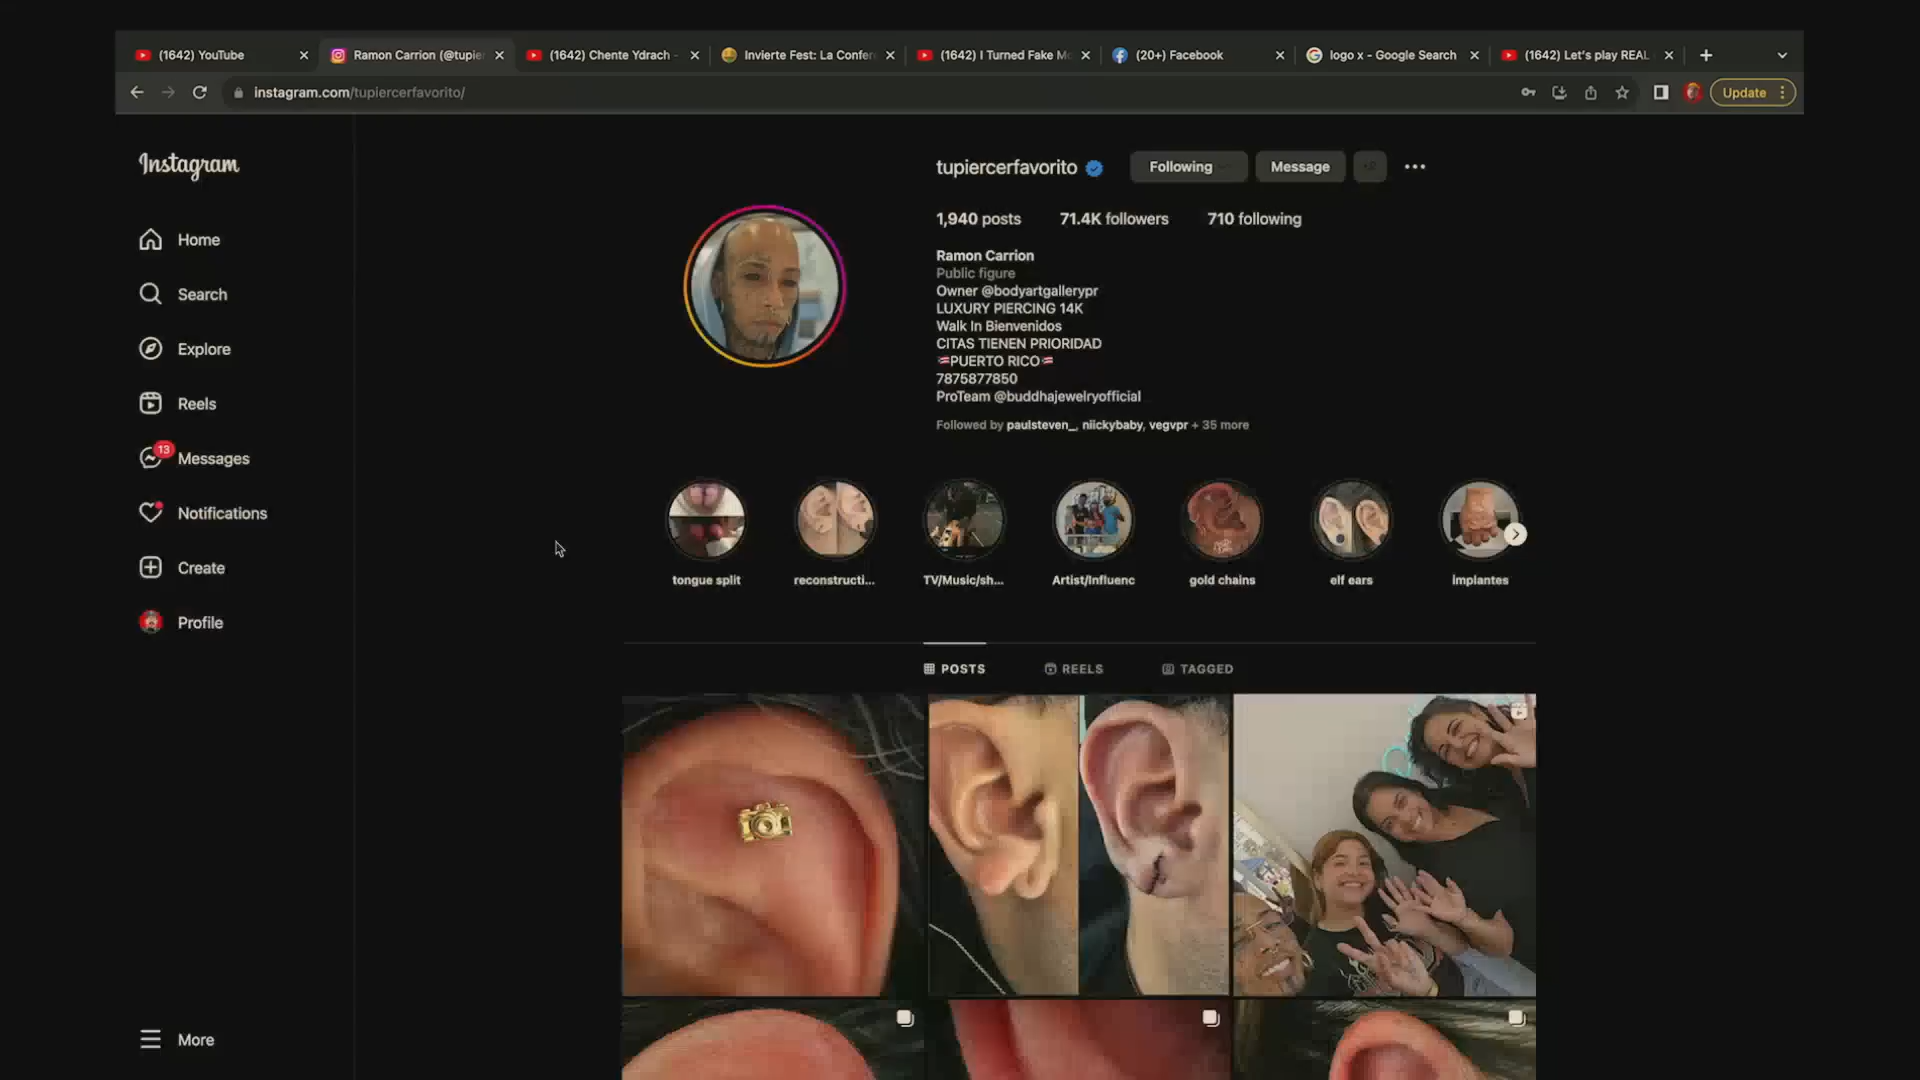 (1642) YouTube
Ramon Carrion (@tupie
(1642) Chente Ydrach -
Invierte Fest: La Confer
(1642) I Turned Fake M
(20+) Facebook
logo x - Google Search
(1642) Let's play REAL
instagram.com/tupiercerfavorito/
Update
Instagram
Home
Search
Explore
Reels
13
Messages
Notifications
Create
Profile
More
tupiercerfavorito
Following
Message
1,940 posts
71.4K followers
710 following
Ramon Carrion
Public figure
Owner @bodyartgallerypr
LUXURY PIERCING 14K
Walk In Bienvenidos
CITAS TIENEN PRIORIDAD
PUERTO RICO
7875877850
ProTeam @buddhajewelryofficial
Followed by paulsteven_, niickybaby, vegvpr + 35 more
tongue split
reconstructi...
TV/Music/sh...
Artist/Influenc
gold chains
elf ears
implantes
POSTS
REELS
TAGGED